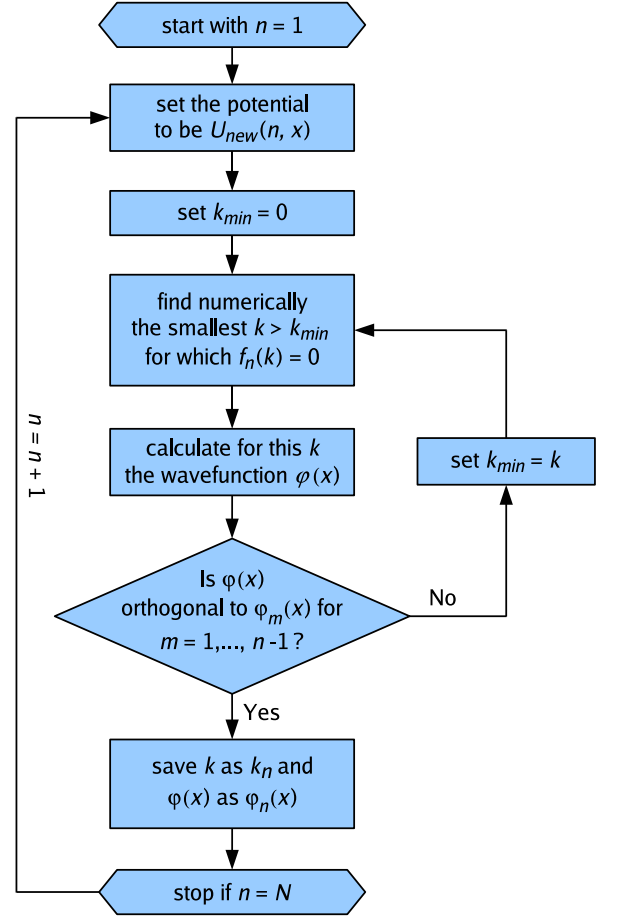 start with n = 1
set the potential
to be U_new(n, x)
set k_min = 0
find numerically
the smallest k > k_min
for which f_n(k) = 0
n = n + 1
calculate for this k
the wavefunction φ(x)
set k_min = k
Is φ(x)
orthogonal to φ_m(x) for
m = 1,..., n -1 ?
No
Yes
save k as k_n and
φ(x) as φ_n(x)
stop if n = N